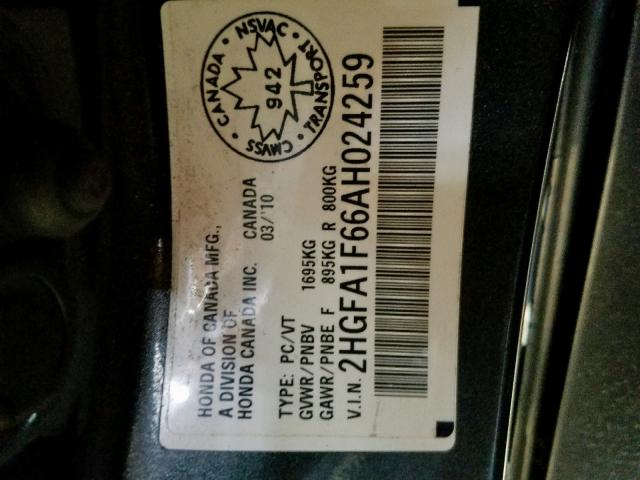 HONDA OF CANADA MFG.,
A DIVISION OF
HONDA CANADA INC. CANADA
03/'10
TYPE: PC/VT
GVWR/PNBV 1695KG
GAWR/PNBE F 895KG R 800KG
V.I.N. 2HGFA1F66AH024259
CANADA • NSVAC • TRANSPORT • CMVSS •
942